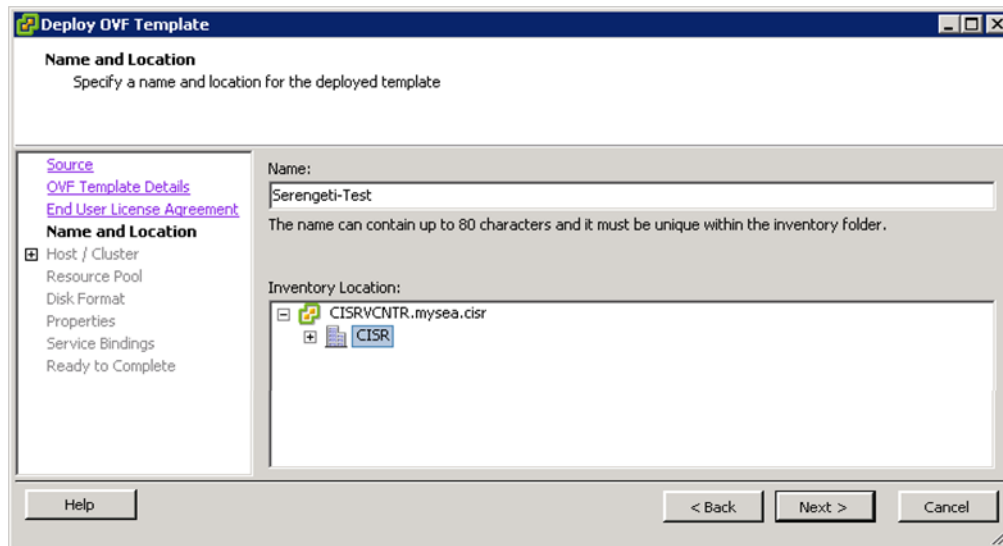 Deploy OVF Template
Name and Location
Specify a name and location for the deployed template
Source
OVF Template Details
End User License Agreement
Name and Location
Host / Cluster
Resource Pool
Disk Format
Properties
Service Bindings
Ready to Complete
Name:
Serengeti-Test
The name can contain up to 80 characters and it must be unique within the inventory folder.
Inventory Location:
CISRVCNTR.mysea.cisr
CISR
Help
< Back
Next >
Cancel